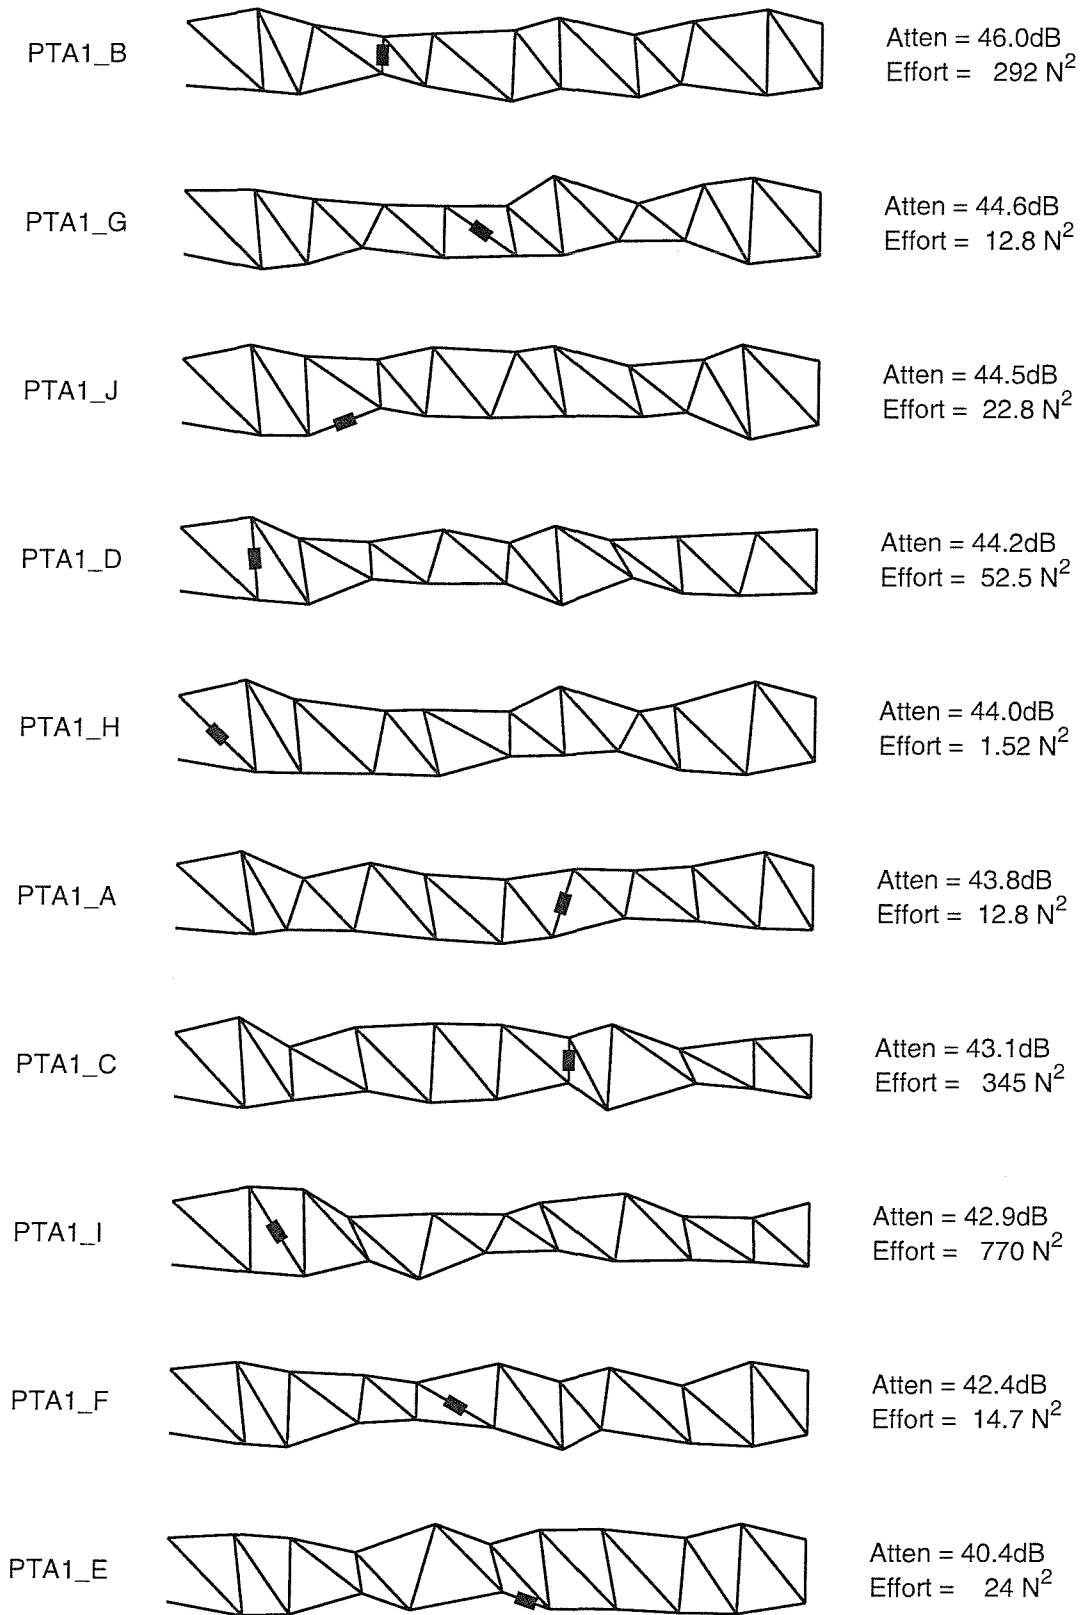 PTA1_B
Atten = 46.0dB
Effort = 292 N²
PTA1_G
Atten = 44.6dB
Effort = 12.8 N²
PTA1_J
Atten = 44.5dB
Effort = 22.8 N²
PTA1_D
Atten = 44.2dB
Effort = 52.5 N²
PTA1_H
Atten = 44.0dB
Effort = 1.52 N²
PTA1_A
Atten = 43.8dB
Effort = 12.8 N²
PTA1_C
Atten = 43.1dB
Effort = 345 N²
PTA1_I
Atten = 42.9dB
Effort = 770 N²
PTA1_F
Atten = 42.4dB
Effort = 14.7 N²
PTA1_E
Atten = 40.4dB
Effort = 24 N²